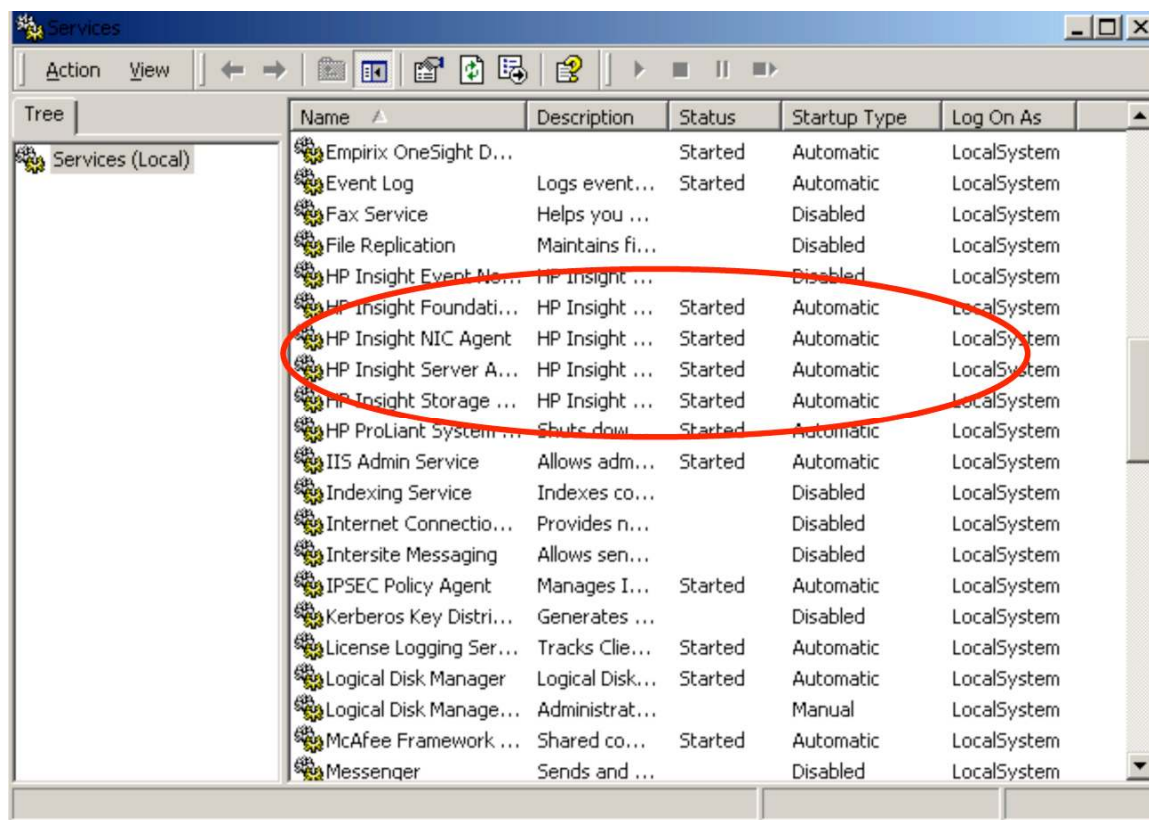 Services
Action View
Tree
Services (Local)
Name Description Status Startup Type Log On As
Empirix OneSight D... Started Automatic LocalSystem
Event Log Logs event... Started Automatic LocalSystem
Fax Service Helps you ... Disabled LocalSystem
File Replication Maintains fi... Disabled LocalSystem
HP Insight Event No... HP Insight ... Disabled LocalSystem
HP Insight Foundati... HP Insight ... Started Automatic LocalSystem
HP Insight NIC Agent HP Insight ... Started Automatic LocalSystem
HP Insight Server A... HP Insight ... Started Automatic LocalSystem
HP Insight Storage ... HP Insight ... Started Automatic LocalSystem
HP ProLiant System ... Shuts dow... Started Automatic LocalSystem
IIS Admin Service Allows adm... Started Automatic LocalSystem
Indexing Service Indexes co... Disabled LocalSystem
Internet Connectio... Provides n... Disabled LocalSystem
Intersite Messaging Allows sen... Disabled LocalSystem
IPSEC Policy Agent Manages I... Started Automatic LocalSystem
Kerberos Key Distri... Generates ... Disabled LocalSystem
License Logging Ser... Tracks Clie... Started Automatic LocalSystem
Logical Disk Manager Logical Disk... Started Automatic LocalSystem
Logical Disk Manage... Administrat... Manual LocalSystem
McAfee Framework ... Shared co... Started Automatic LocalSystem
Messenger Sends and ... Disabled LocalSystem